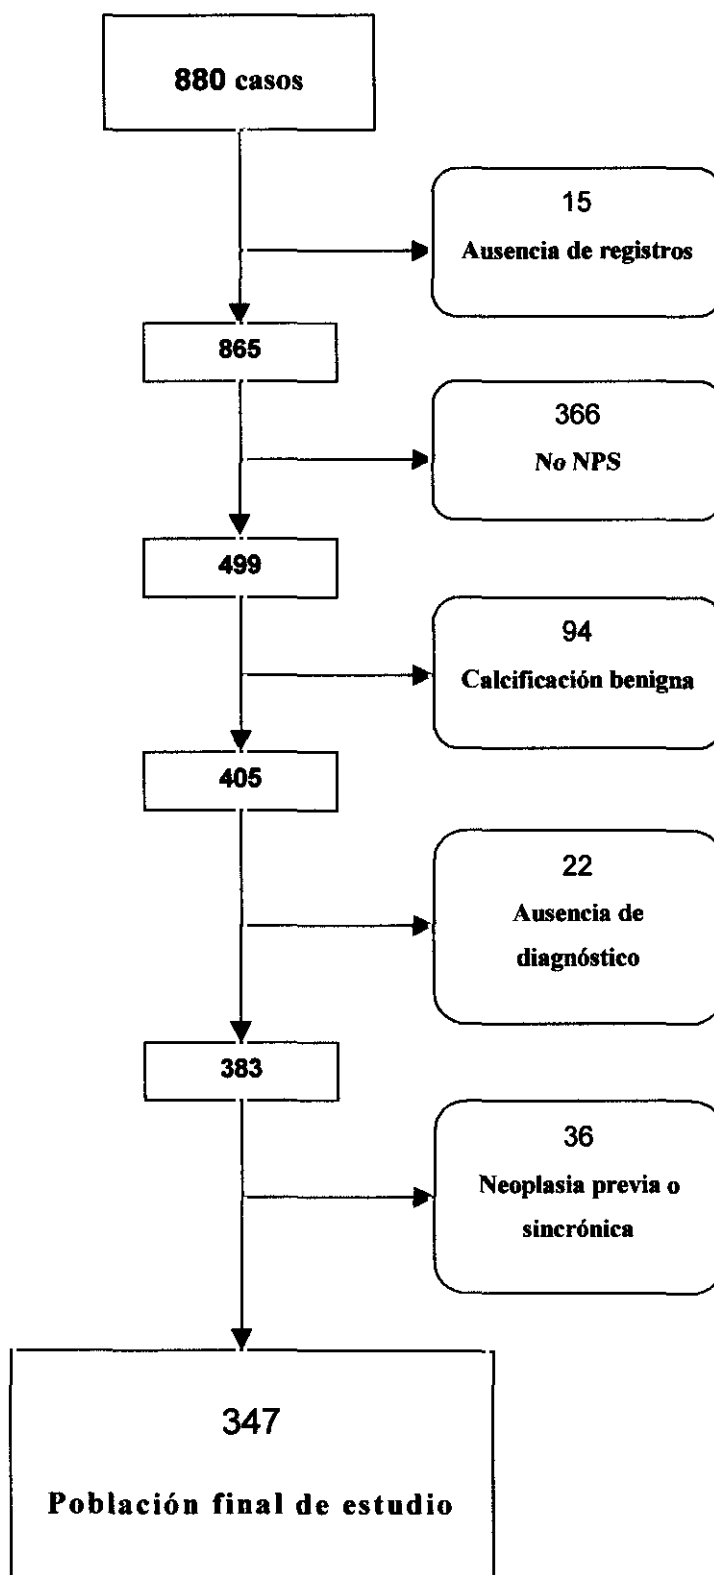 880 casos
15
Ausencia de registros
865
366
No NPS
499
94
Calcificación benigna
405
22
Ausencia de
diagnóstico
383
36
Neoplasia previa o
sincrónica
347
Población final de estudio